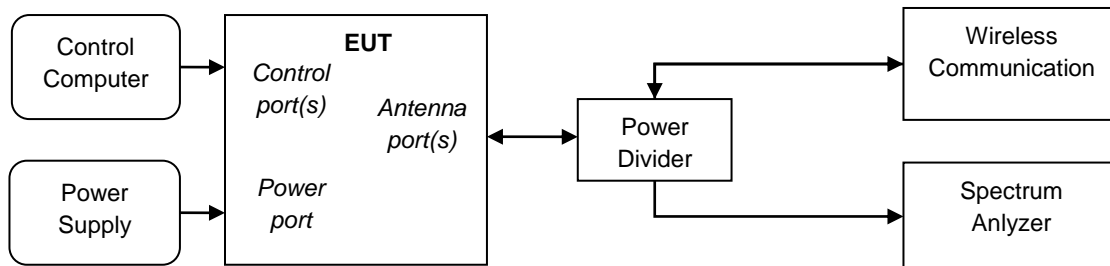 Control
Computer
Power
Supply
EUT
Control
port(s)
Antenna
port(s)
Power
port
Power
Divider
Wireless
Communication
Spectrum
Anlyzer